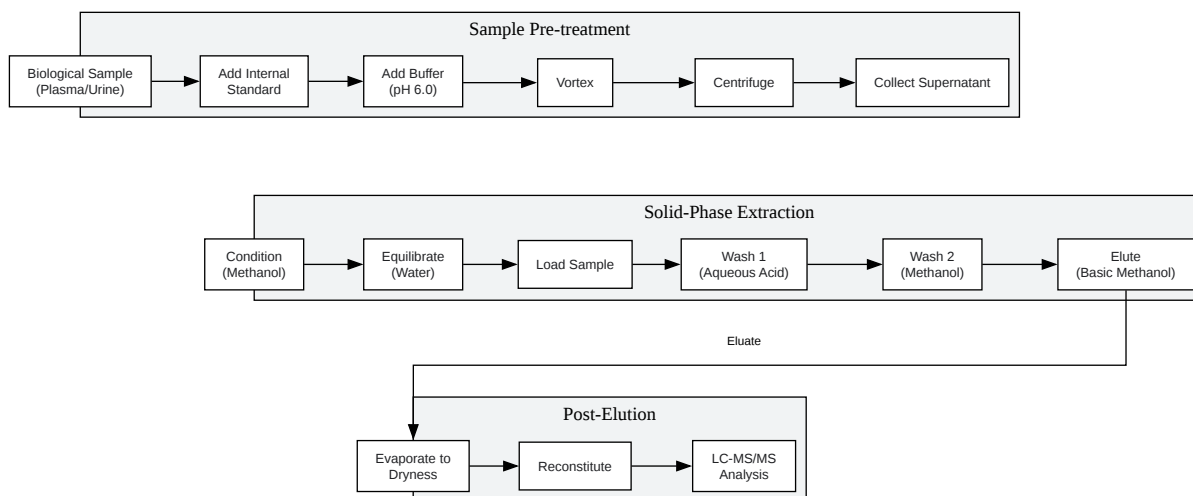 Sample Pre-treatment
Biological Sample
(Plasma/Urine)
Add Internal
Standard
Add Buffer
(pH 6.0)
Vortex
Centrifuge
Collect Supernatant
Solid-Phase Extraction
Condition
(Methanol)
Equilibrate
(Water)
Load Sample
Wash 1
(Aqueous Acid)
Wash 2
(Methanol)
Elute
(Basic Methanol)
Eluate
Post-Elution
Evaporate to
Dryness
Reconstitute
LC-MS/MS
Analysis